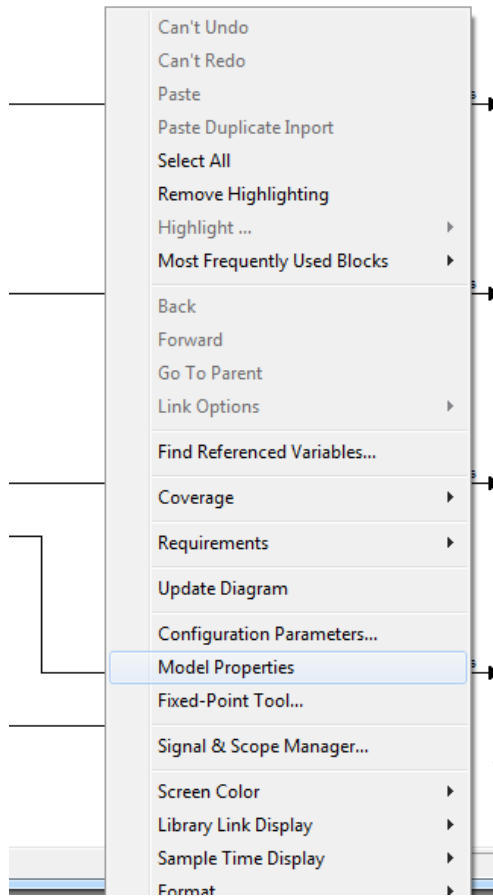 Can't Undo
Can't Redo
Paste
Paste Duplicate Inport
Select All
Remove Highlighting
Highlight ...
Most Frequently Used Blocks
Back
Forward
Go To Parent
Link Options
Find Referenced Variables...
Coverage
Requirements
Update Diagram
Configuration Parameters...
Model Properties
Fixed-Point Tool...
Signal & Scope Manager...
Screen Color
Library Link Display
Sample Time Display
Format